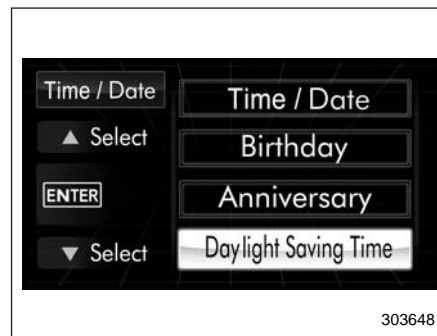 Time / Date
Time / Date
▲ Select
Birthday
ENTER
Anniversary
▼ Select
Daylight Saving Time
303648